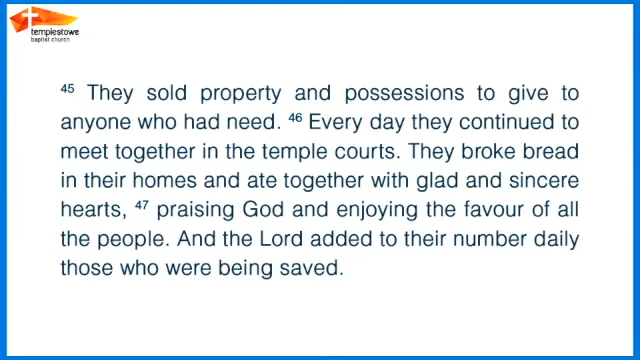 templestowe
baptist church
45 They sold property and possessions to give to
anyone who had need. 46 Every day they continued to
meet together in the temple courts. They broke bread
in their homes and ate together with glad and sincere
hearts, 47 praising God and enjoying the favour of all
the people. And the Lord added to their number daily
those who were being saved.